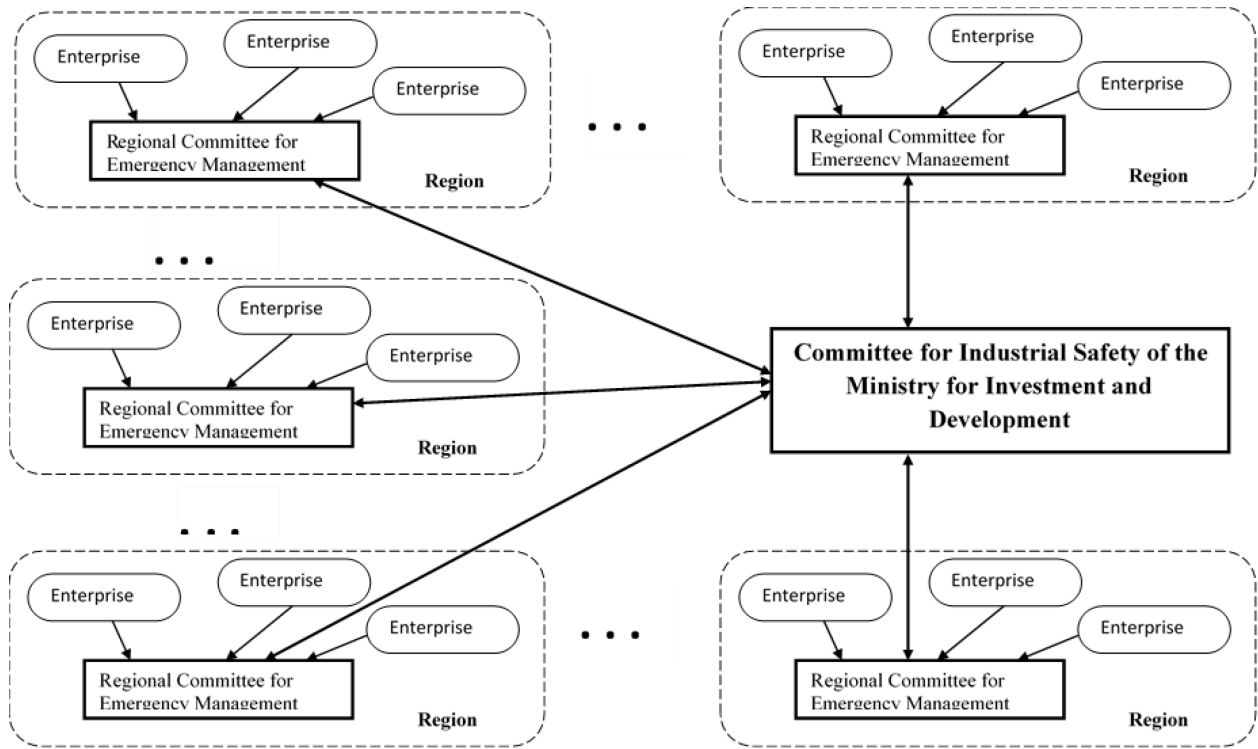 Enterprise
Enterprise
Enterprise
Regional Committee for
Emergency Management
Region
. . .
Enterprise
Enterprise
Enterprise
Regional Committee for
Emergency Management
Region
. . .
Enterprise
Enterprise
Enterprise
Regional Committee for
Emergency Management
Region
Committee for Industrial Safety of the
Ministry for Investment and
Development
. . .
Enterprise
Enterprise
Enterprise
Regional Committee for
Emergency Management
Region
. . .
Enterprise
Enterprise
Enterprise
Regional Committee for
Emergency Management
Region